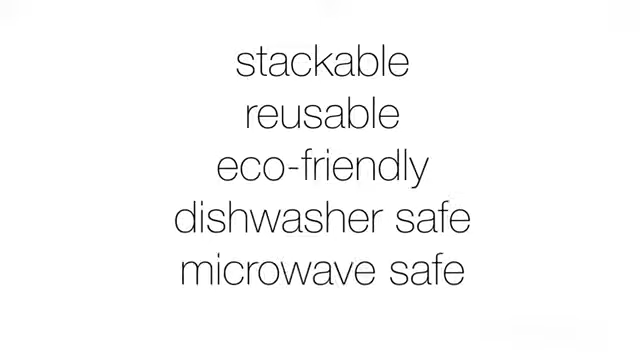 stackable
reusable
eco-friendly
dishwasher safe
microwave safe